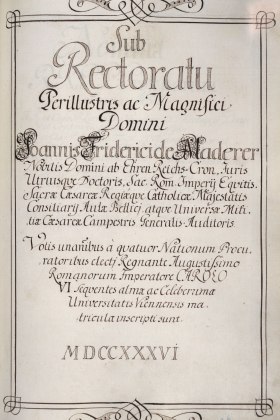 Sub
Rectoratu
Perillustris ac Magnifici
Domini
Joannis Friderici de Maderer
Nobilis Domini ab Ehren-Reichs-Cron, Juris
Utriusque Doctoris, Sac. Rom. Imperÿ Equitis,
Sacræ Cæsareæ Regiæque Catholicæ Majestatis
Consiliarÿ Aulæ Bellici, atque Universæ Mili-
tiæ Cæsareæ Campestris Generalis Auditoris.
Votis unanibus à quatuor Nationum Procu-
ratoribus electi Regnante Augustissimo
Romanorum Imperatore CAROLO
VI sequentes almæ ac Celeberrimæ
Universitatis Viennensis ma
triculæ inscripti sunt.
MDCCXXXVI